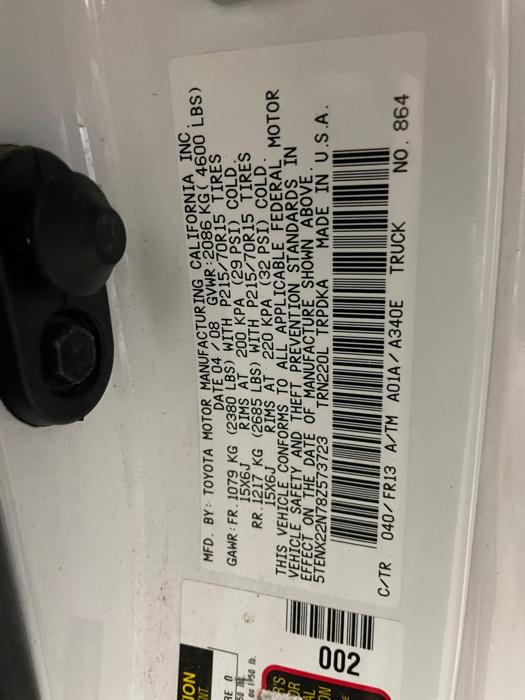 MFD. BY: TOYOTA MOTOR MANUFACTURING CALIFORNIA INC.
DATE 04 / 08 GVWR: 2086 KG( 4600 LBS)
GAWR: FR. 1079 KG (2380 LBS) WITH P215/70R15 TIRES
15X6J RIMS AT 200 KPA (29 PSI) COLD.
RR. 1217 KG (2685 LBS) WITH P215/70R15 TIRES
15X6J RIMS AT 220 KPA (32 PSI) COLD.
THIS VEHICLE CONFORMS TO ALL APPLICABLE FEDERAL MOTOR
VEHICLE SAFETY AND THEFT PREVENTION STANDARDS IN
EFFECT ON THE DATE OF MANUFACTURE SHOWN ABOVE.
5TENX22N78Z573723 TRN220L TRPDKA MADE IN U.S.A.
C/TR 040/ FR13 A/TM A01A / A340E TRUCK NO. 864
002
ION